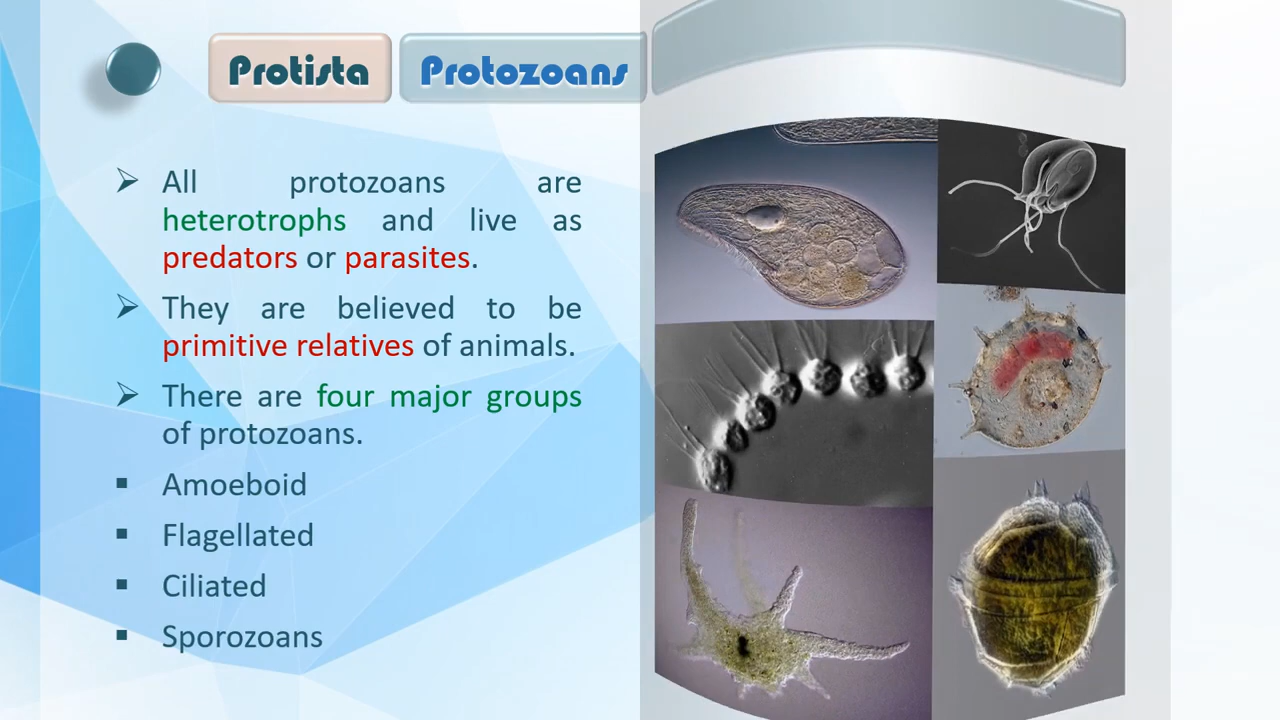 Protista Protozoans
All protozoans are
heterotrophs and live as
predators or parasites.
They are believed to be
primitive relatives of animals.
There are four major groups
of protozoans.
Amoeboid
Flagellated
Ciliated
Sporozoans